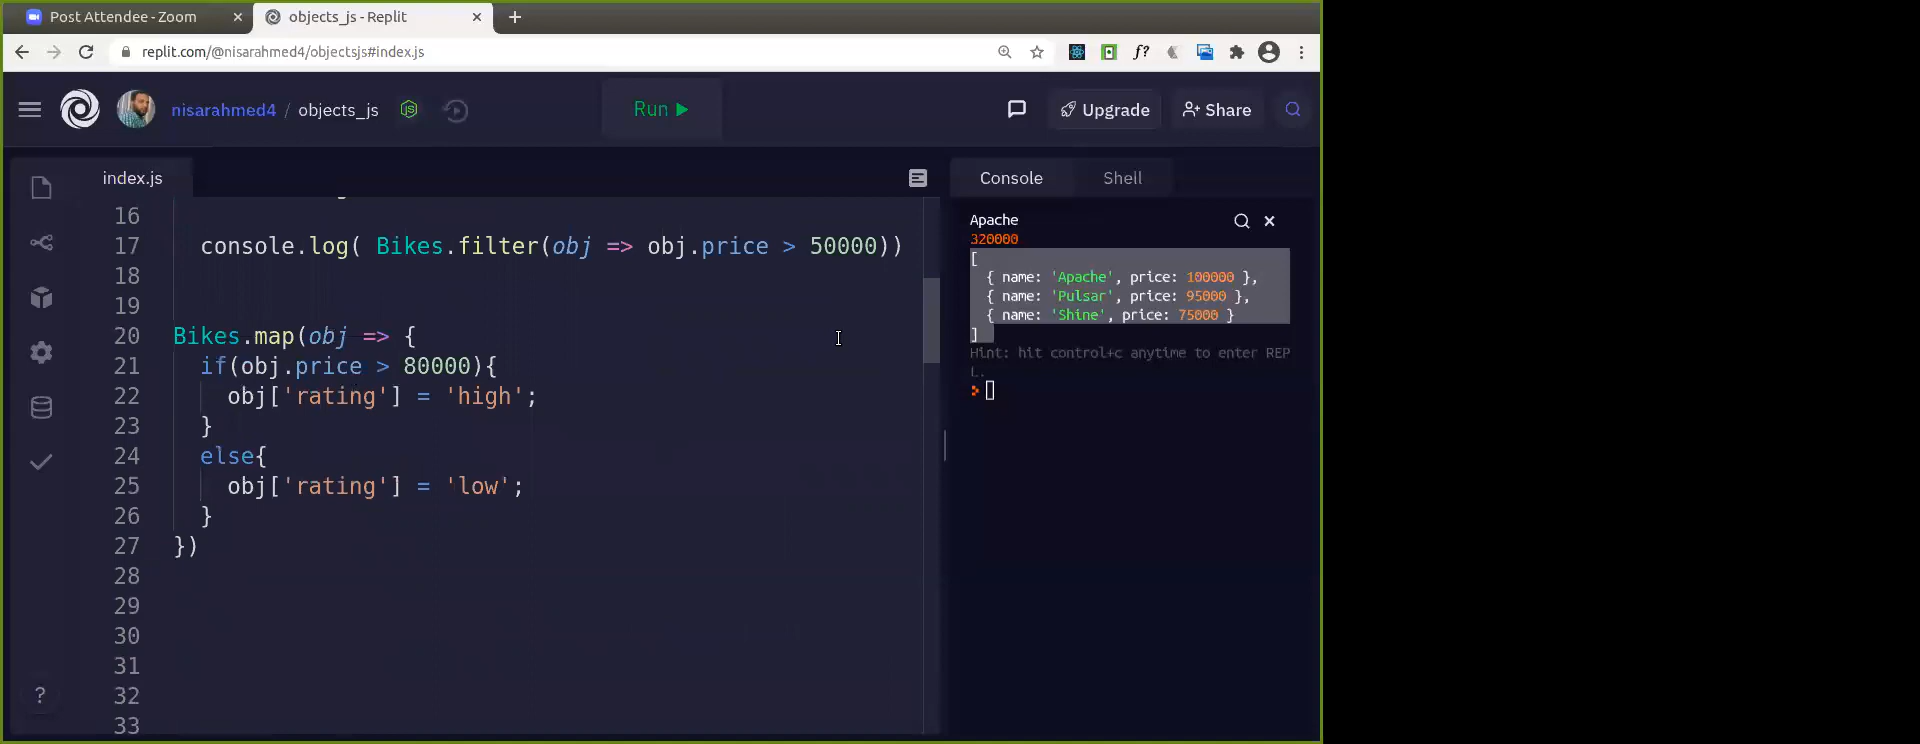 Post Attendee - Zoom
objects_js - Replit
replit.com/@nisarahmed4/objectsjs#index.js
f?
nisarahmed4 / objects_js
Run
Upgrade
Share
index.js
Console
Shell
16
17 console.log( Bikes.filter(obj => obj.price > 50000))
18
19
20 Bikes.map(obj => {
21 if(obj.price > 80000){
22 obj['rating'] = 'high';
23 }
24 else{
25 obj['rating'] = 'low';
26 }
27 })
28
29
30
31
32
33
?
Apache
320000
[
{ name: 'Apache', price: 100000 },
{ name: 'Pulsar', price: 95000 },
{ name: 'Shine', price: 75000 }
]
Hint: hit control+c anytime to enter REP
L.
>